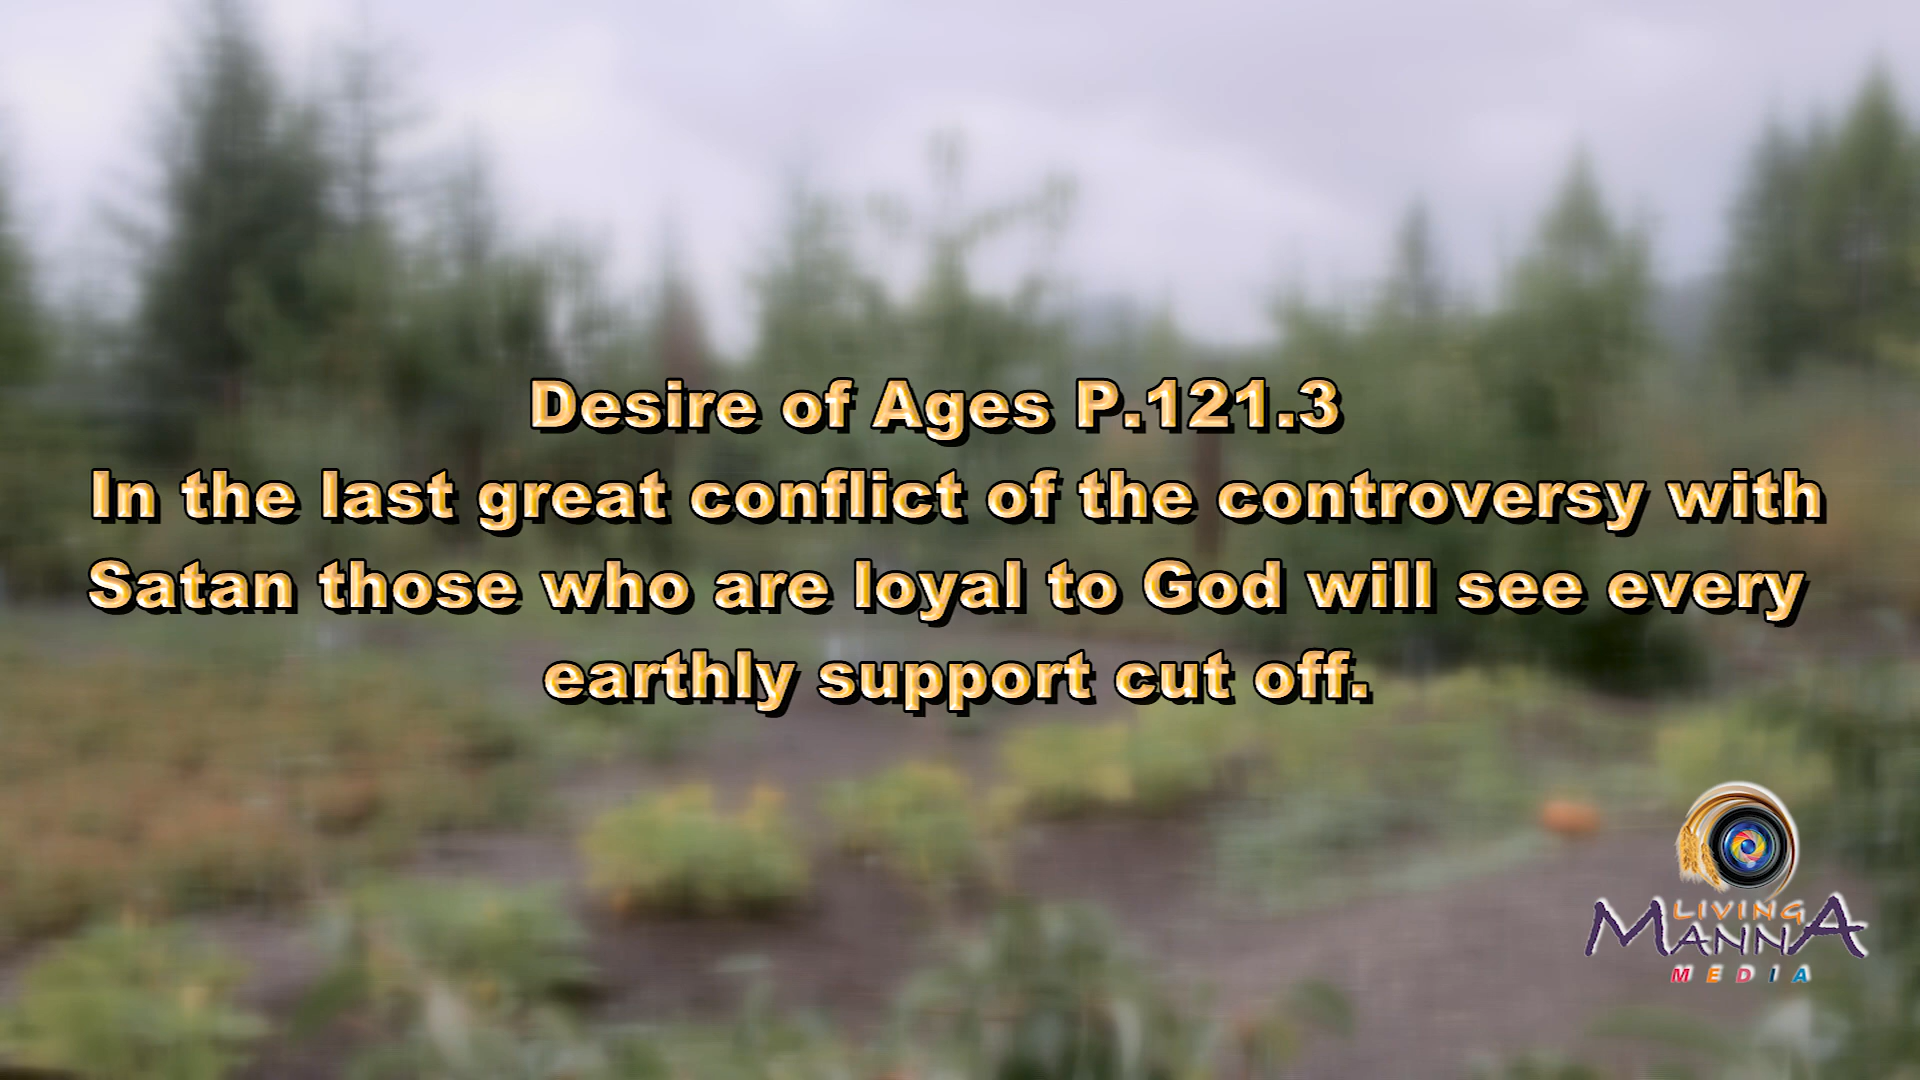 Desire of Ages P.121.3
In the last great conflict of the controversy with
Satan those who are loyal to God will see every
earthly support cut off.
LIVING
MANNA
MEDIA